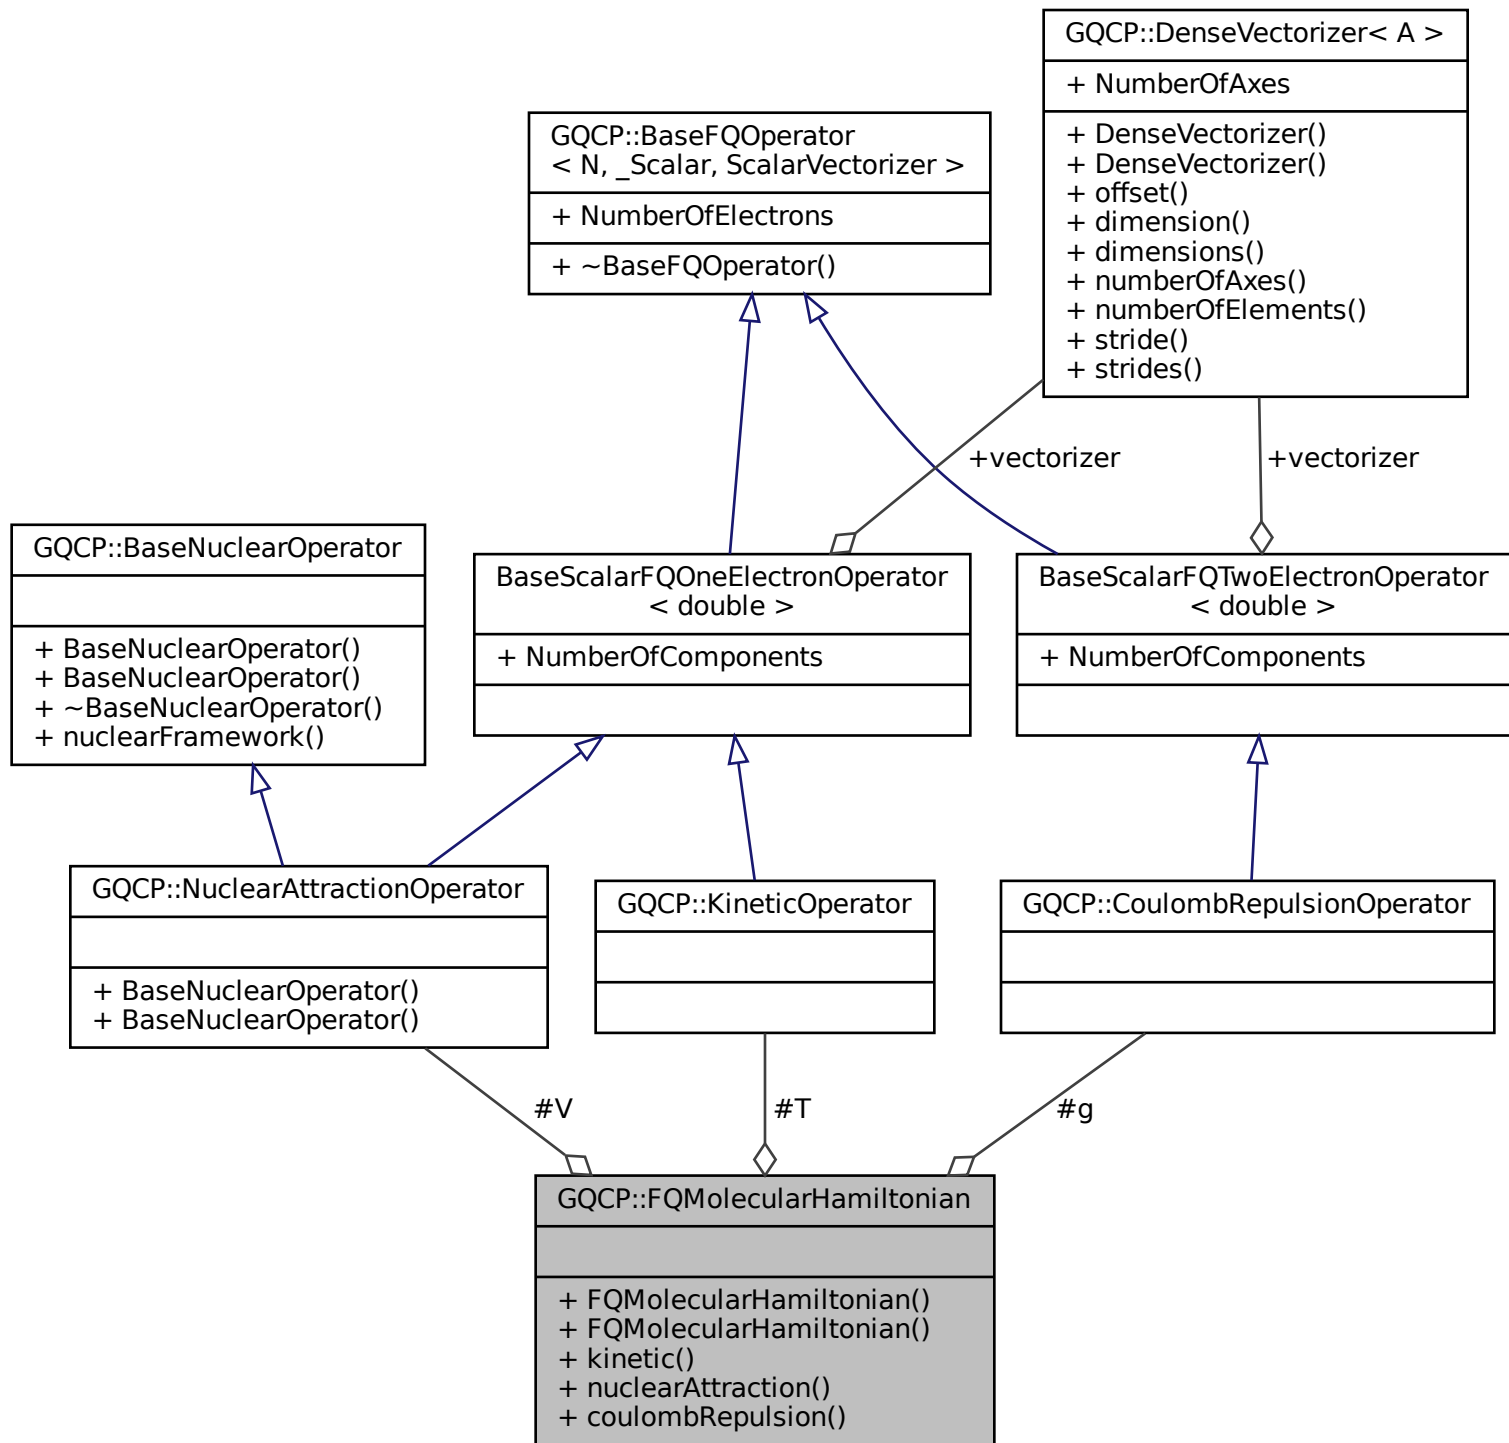 GQCP::DenseVectorizer< A >
+ NumberOfAxes
+ DenseVectorizer()
+ DenseVectorizer()
+ offset()
+ dimension()
+ dimensions()
+ numberOfAxes()
+ numberOfElements()
+ stride()
+ strides()
GQCP::BaseFQOperator
< N, _Scalar, ScalarVectorizer >
+ NumberOfElectrons
+ ~BaseFQOperator()
+vectorizer
+vectorizer
GQCP::BaseNuclearOperator
+ BaseNuclearOperator()
+ BaseNuclearOperator()
+ ~BaseNuclearOperator()
+ nuclearFramework()
BaseScalarFQOneElectronOperator
< double >
+ NumberOfComponents
BaseScalarFQTwoElectronOperator
< double >
+ NumberOfComponents
GQCP::NuclearAttractionOperator
+ BaseNuclearOperator()
+ BaseNuclearOperator()
GQCP::KineticOperator
GQCP::CoulombRepulsionOperator
#V
#T
#g
GQCP::FQMolecularHamiltonian
+ FQMolecularHamiltonian()
+ FQMolecularHamiltonian()
+ kinetic()
+ nuclearAttraction()
+ coulombRepulsion()